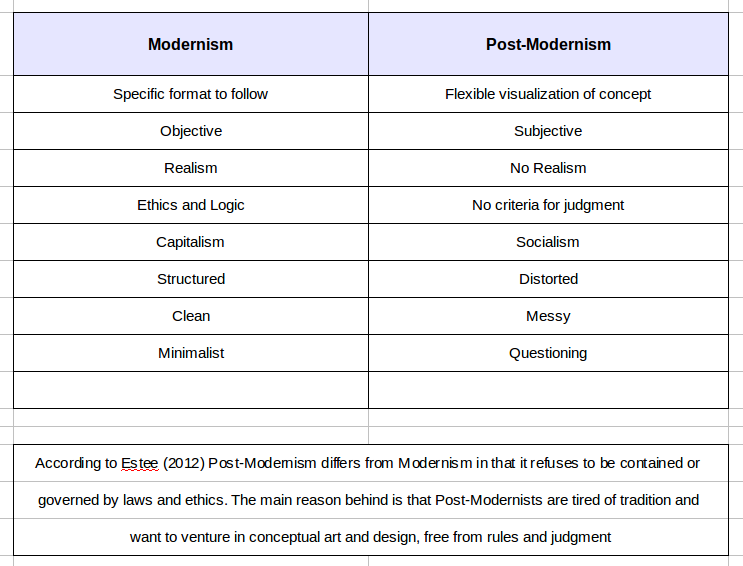 Modernism Post-Modernism
Specific format to follow Flexible visualization of concept
Objective Subjective
Realism No Realism
Ethics and Logic No criteria for judgment
Capitalism Socialism
Structured Distorted
Clean Messy
Minimalist Questioning
According to Estee (2012) Post-Modernism differs from Modernism in that it refuses to be contained or
governed by laws and ethics. The main reason behind is that Post-Modernists are tired of tradition and
want to venture in conceptual art and design, free from rules and judgment